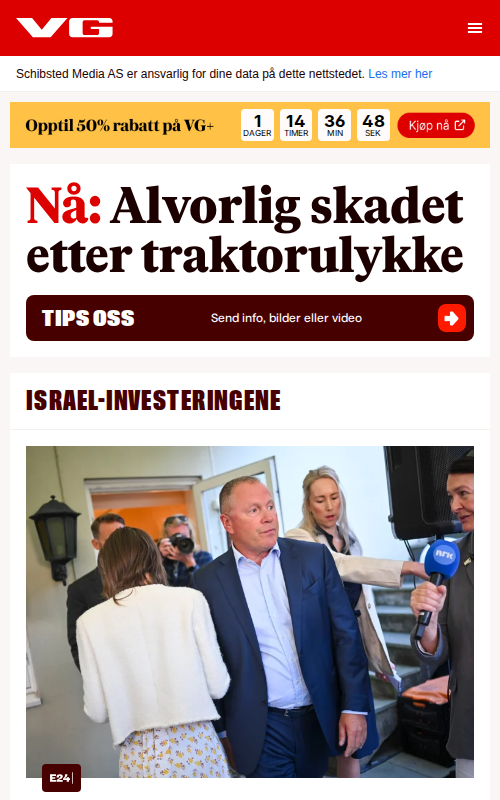 VG
Schibsted Media AS er ansvarlig for dine data på dette nettstedet. Les mer her
Opptil 50% rabatt på VG+
1 14 36 48
DAGER TIMER MIN SEK
Kjøp nå
Nå: Alvorlig skadet
etter traktorulykke
TIPS OSS
Send info, bilder eller video
ISRAEL-INVESTERINGENE
NRK
E24